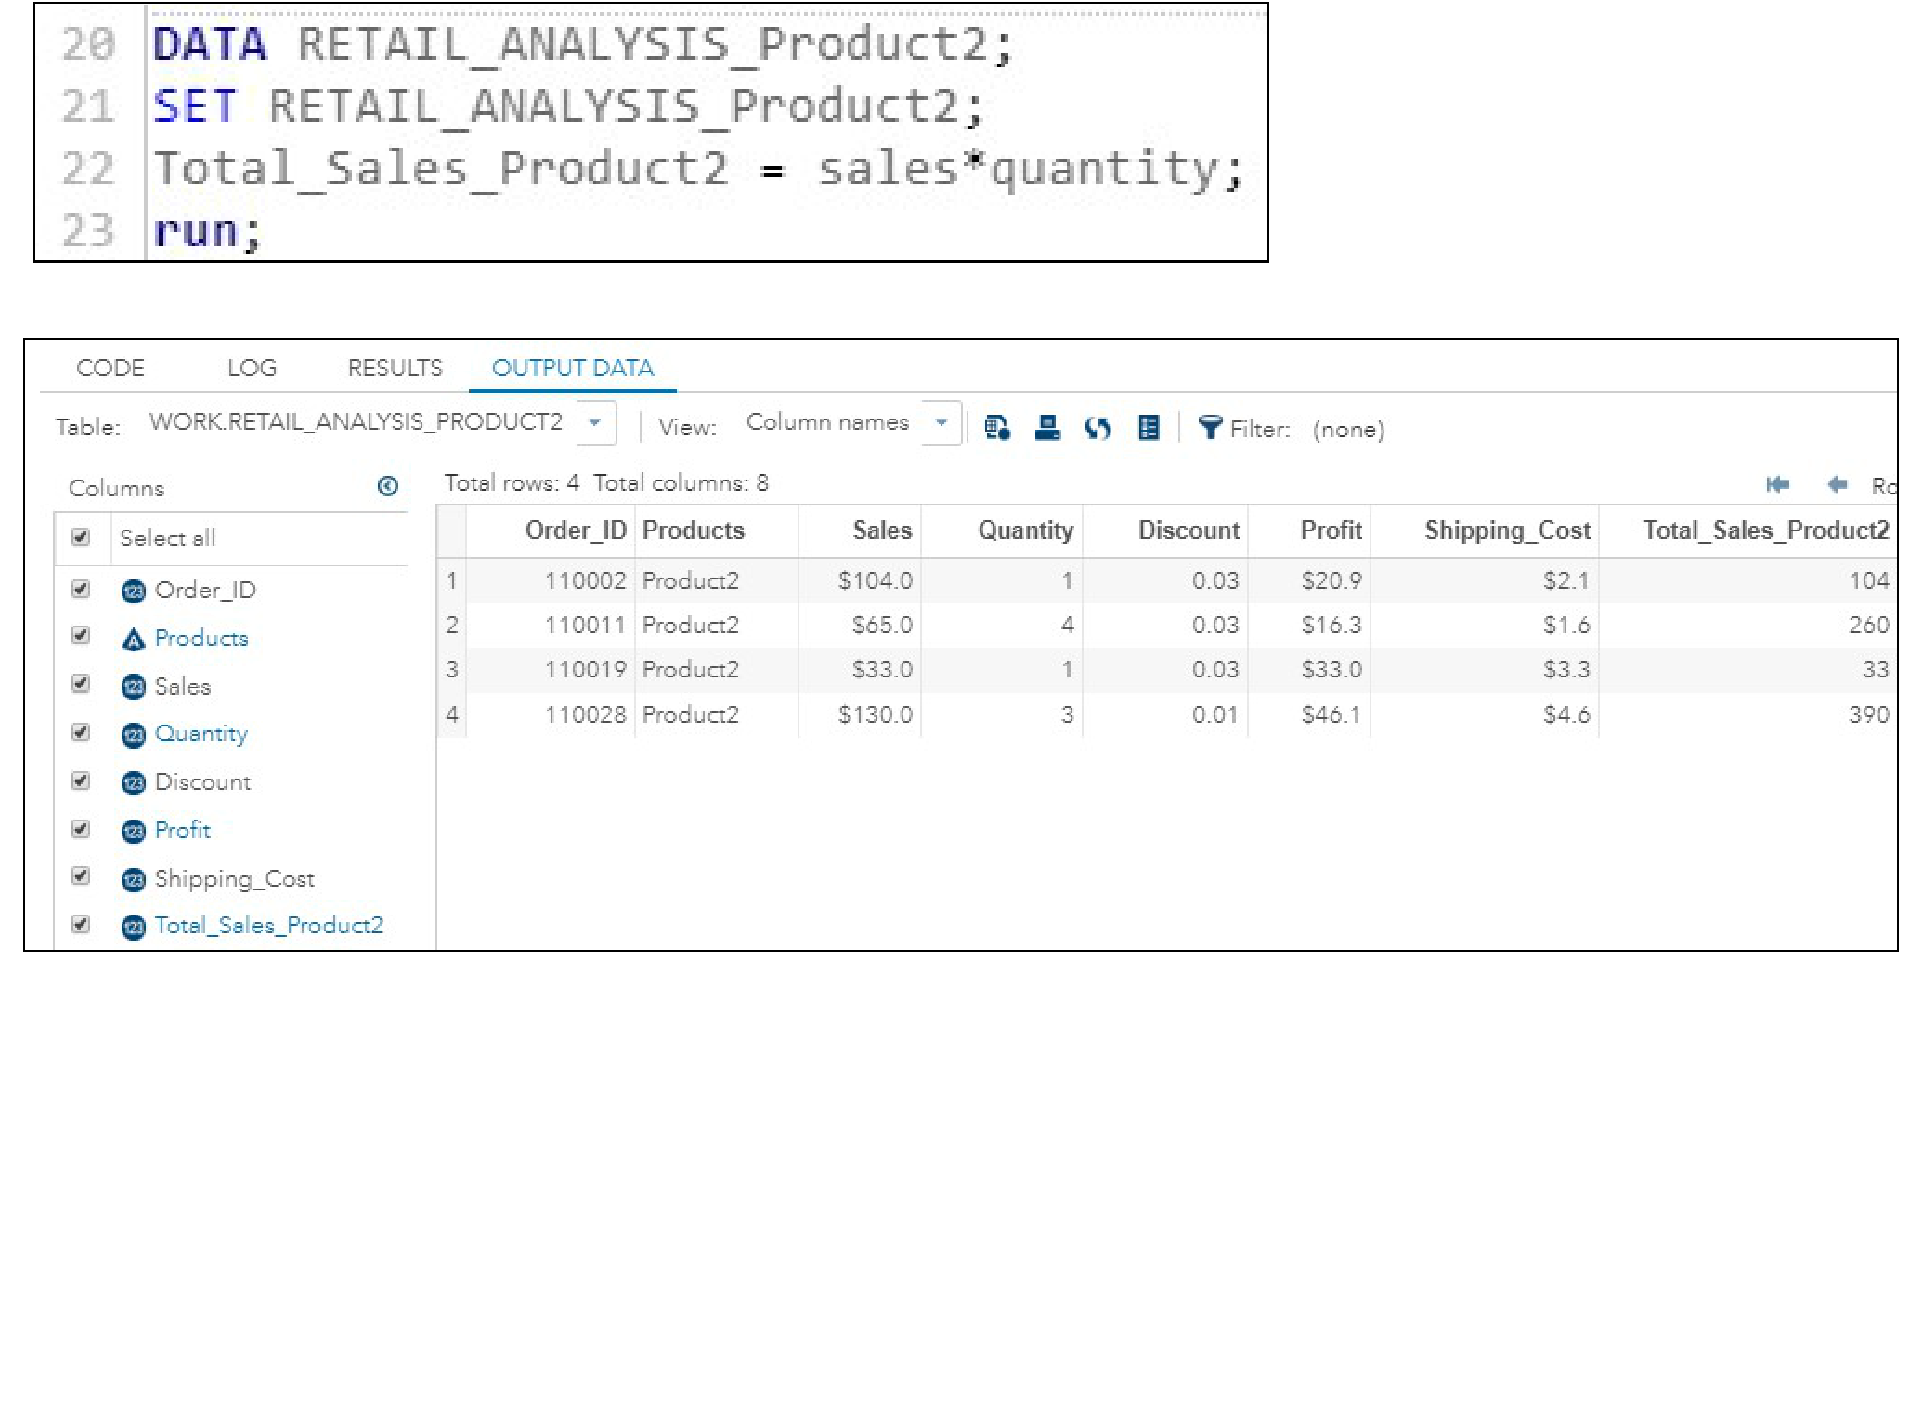 20 DATA RETAIL_ANALYSIS_Product2;
21 SET RETAIL_ANALYSIS_Product2;
22 Total_Sales_Product2 = sales*quantity;
23 run;
CODE LOG RESULTS OUTPUT DATA
Table: WORK.RETAIL_ANALYSIS_PRODUCT2 View: Column names Filter: (none)
Columns
Total rows: 4 Total columns: 8
Select all
Order_ID
Products
Sales
Quantity
Discount
Profit
Shipping_Cost
Total_Sales_Product2
Order_ID Products Sales Quantity Discount Profit Shipping_Cost Total_Sales_Product2
1 110002 Product2 $104.0 1 0.03 $20.9 $2.1 104
2 110011 Product2 $65.0 4 0.03 $16.3 $1.6 260
3 110019 Product2 $33.0 1 0.03 $33.0 $3.3 33
4 110028 Product2 $130.0 3 0.01 $46.1 $4.6 390